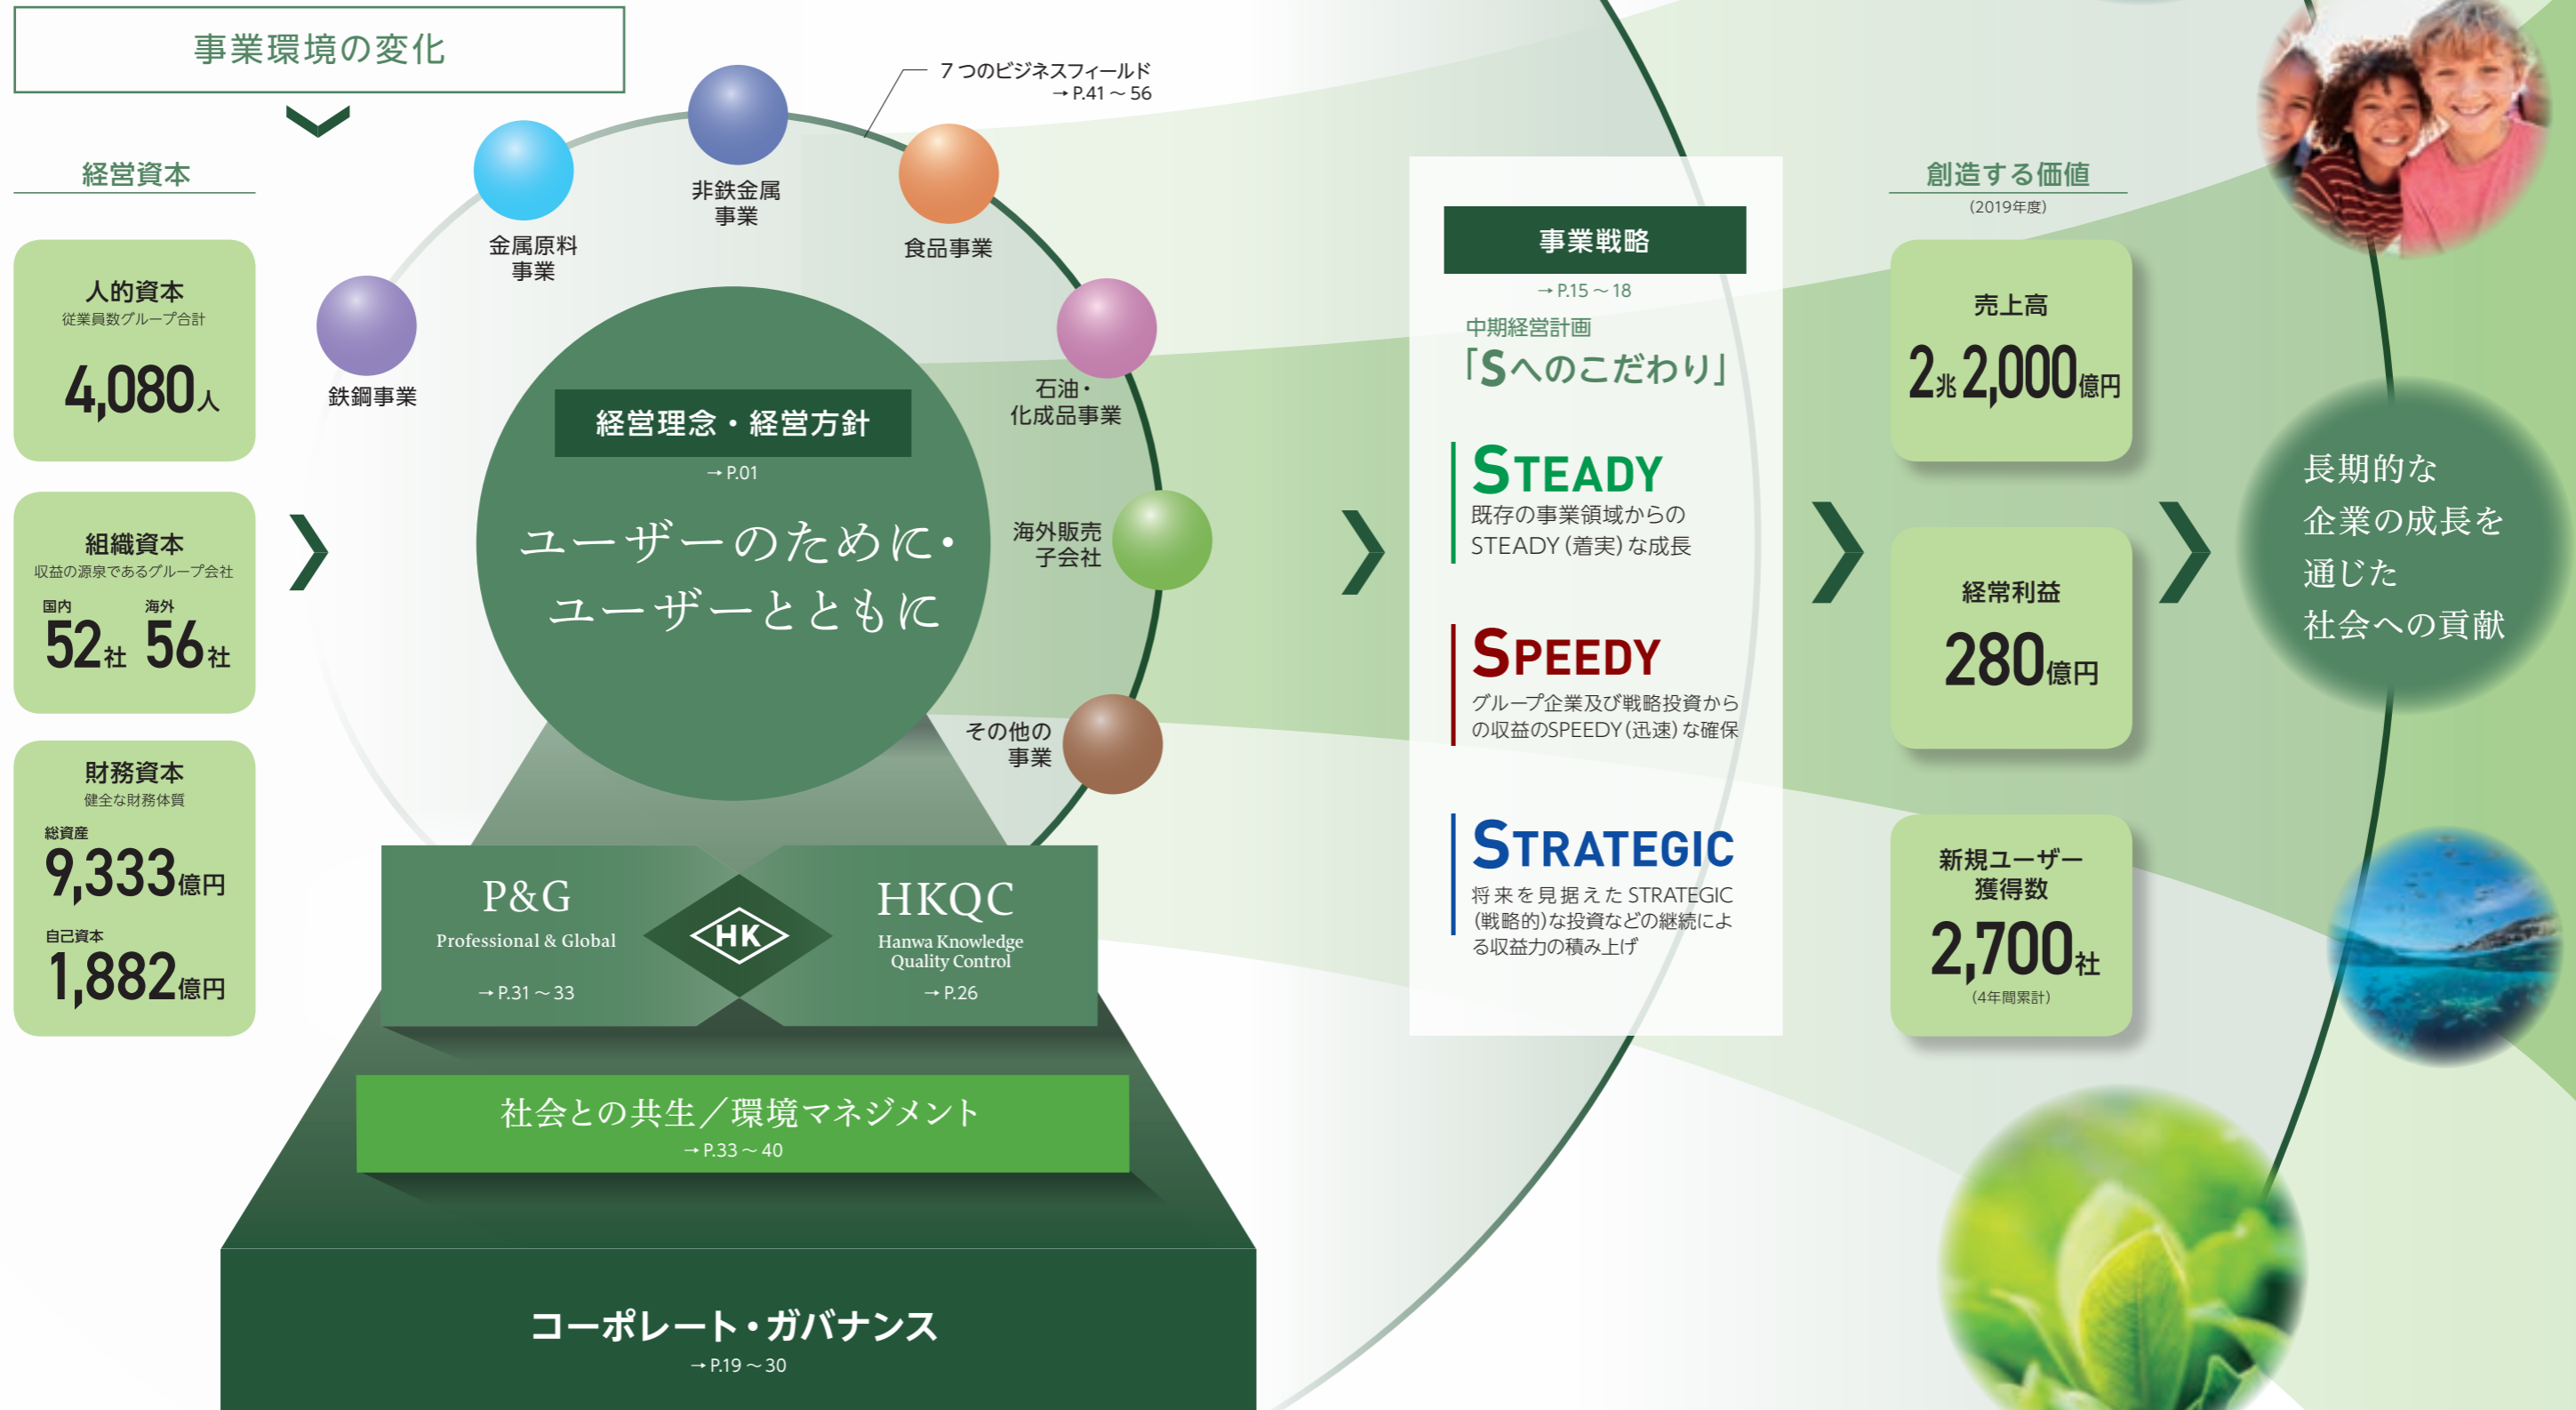 事業環境の変化
経営資本
人的資本
従業員数グループ合計
4,080人
組織資本
収益の源泉であるグループ会社
国内 海外
52社 56社
財務資本
健全な財務体質
総資産
9,333億円
自己資本
1,882億円
7つのビジネスフィールド
→ P.41～56
鉄鋼事業
金属原料
事業
非鉄金属
事業
食品事業
石油・
化成品事業
海外販売
子会社
その他の
事業
経営理念・経営方針
→ P.01
ユーザーのために・
ユーザーとともに
P&G
Professional & Global
→ P.31～33
HK
HKQC
Hanwa Knowledge
Quality Control
→ P.26
社会との共生／環境マネジメント
→ P.33～40
コーポレート・ガバナンス
→ P.19～30
事業戦略
→ P.15～18
中期経営計画
「Sへのこだわり」
STEADY
既存の事業領域からの
STEADY（着実）な成長
SPEEDY
グループ企業及び戦略投資から
の収益のSPEEDY（迅速）な確保
STRATEGIC
将来を見据えたSTRATEGIC
（戦略的）な投資などの継続によ
る収益力の積み上げ
創造する価値
（2019年度）
売上高
2兆2,000億円
経常利益
280億円
新規ユーザー
獲得数
2,700社
（4年間累計）
長期的な
企業の成長を
通じた
社会への貢献